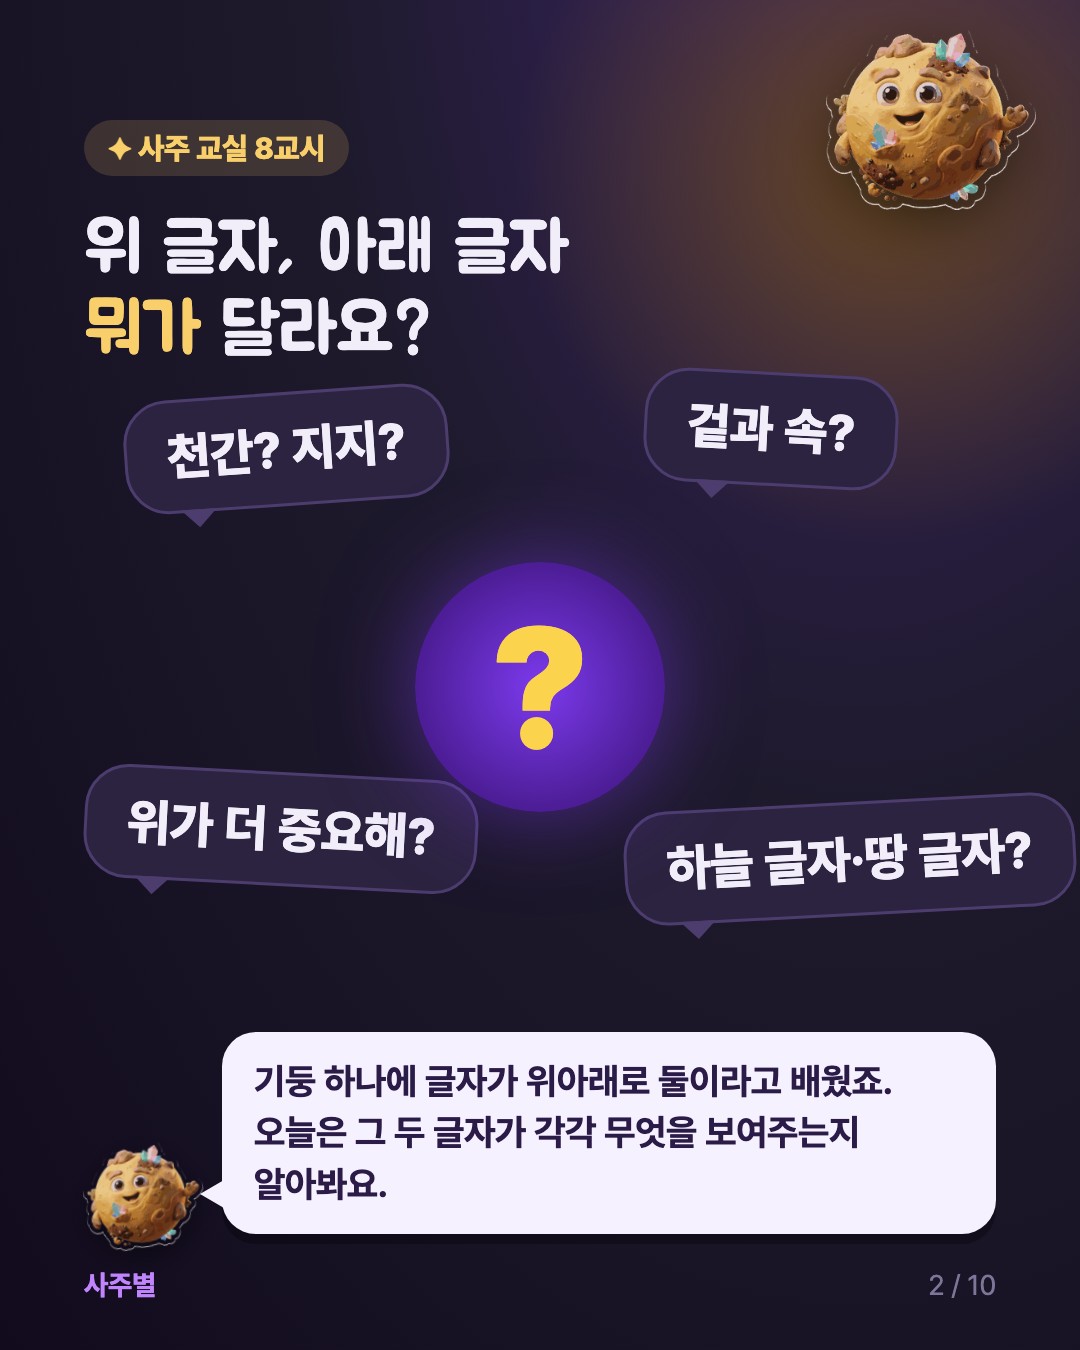 ✦ 사주 교실 8교시
위 글자, 아래 글자
뭐가 달라요?
천간? 지지?
겉과 속?
?
위가 더 중요해?
하늘 글자·땅 글자?
기둥 하나에 글자가 위아래로 둘이라고 배웠죠.
오늘은 그 두 글자가 각각 무엇을 보여주는지
알아봐요.
사주별
2 / 10